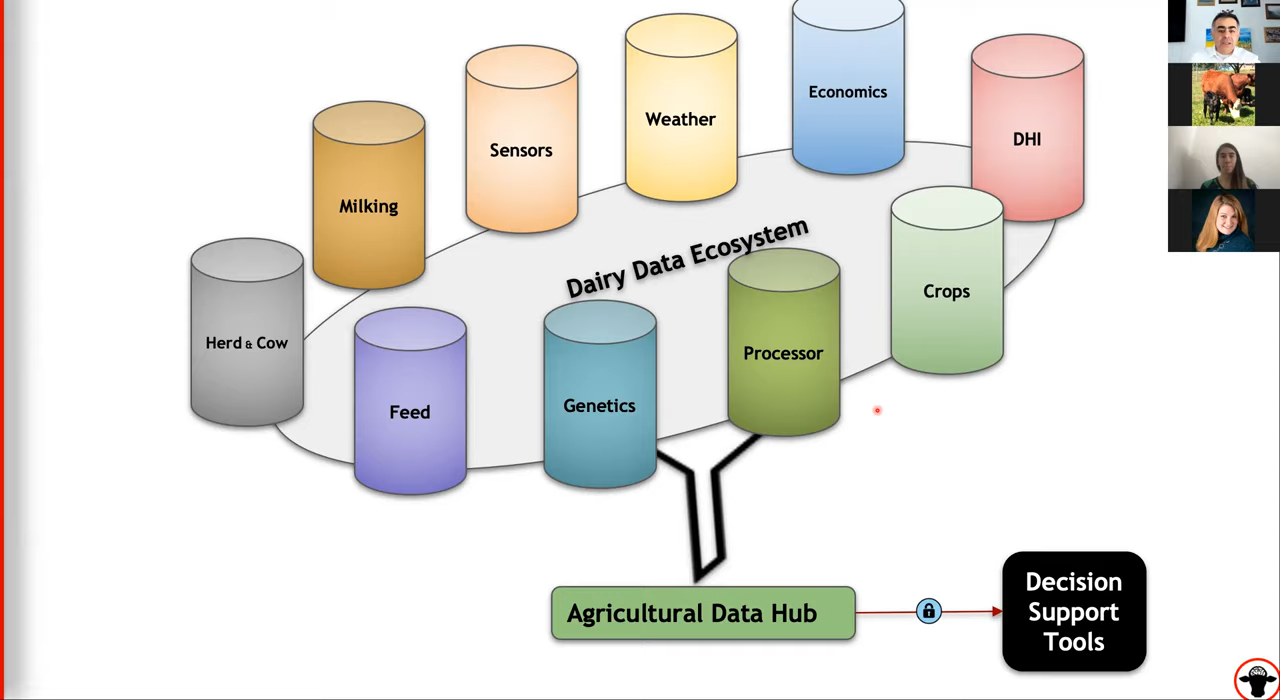 Economics
Weather
DHI
Sensors
Milking
Dairy Data Ecosystem
Crops
Herd & Cow
Processor
Genetics
Feed
Agricultural Data Hub
Decision
Support
Tools